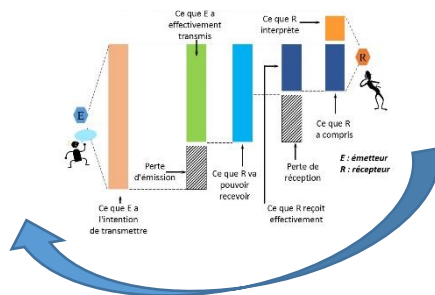 Ce que E a
effectivement
transmis
Ce que R
interprète
E
R
Perte
d'émission
Ce que E a
l'intention
de transmettre
Ce que R va
pouvoir
recevoir
Perte de
réception
Ce que R reçoit
effectivement
Ce que R
a compris
E : émetteur
R : récepteur